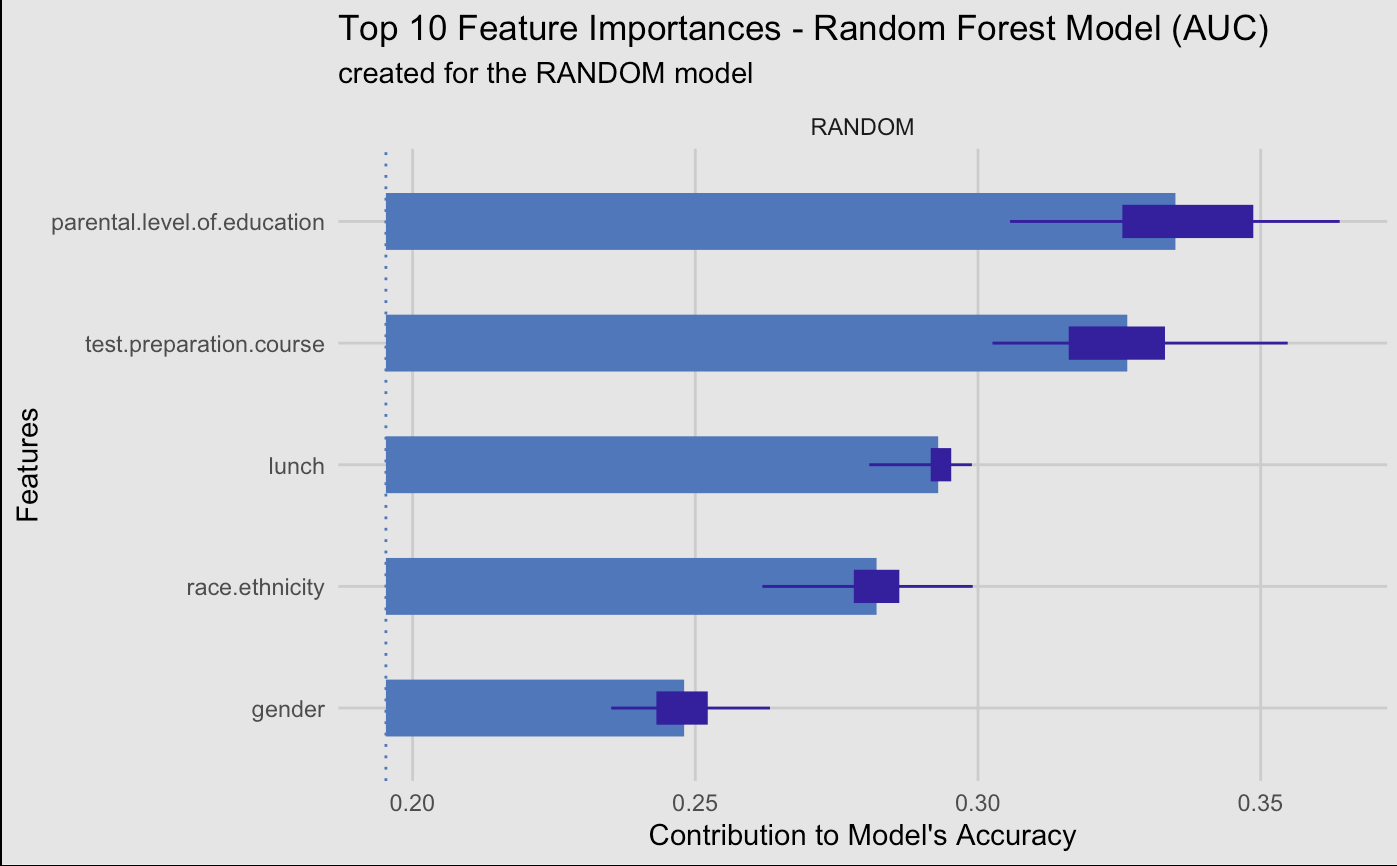 Top 10 Feature Importances - Random Forest Model (AUC)
created for the RANDOM model
RANDOM
parental.level.of.education
test.preparation.course
lunch
race.ethnicity
gender
Features
0.20 0.25 0.30 0.35
Contribution to Model's Accuracy